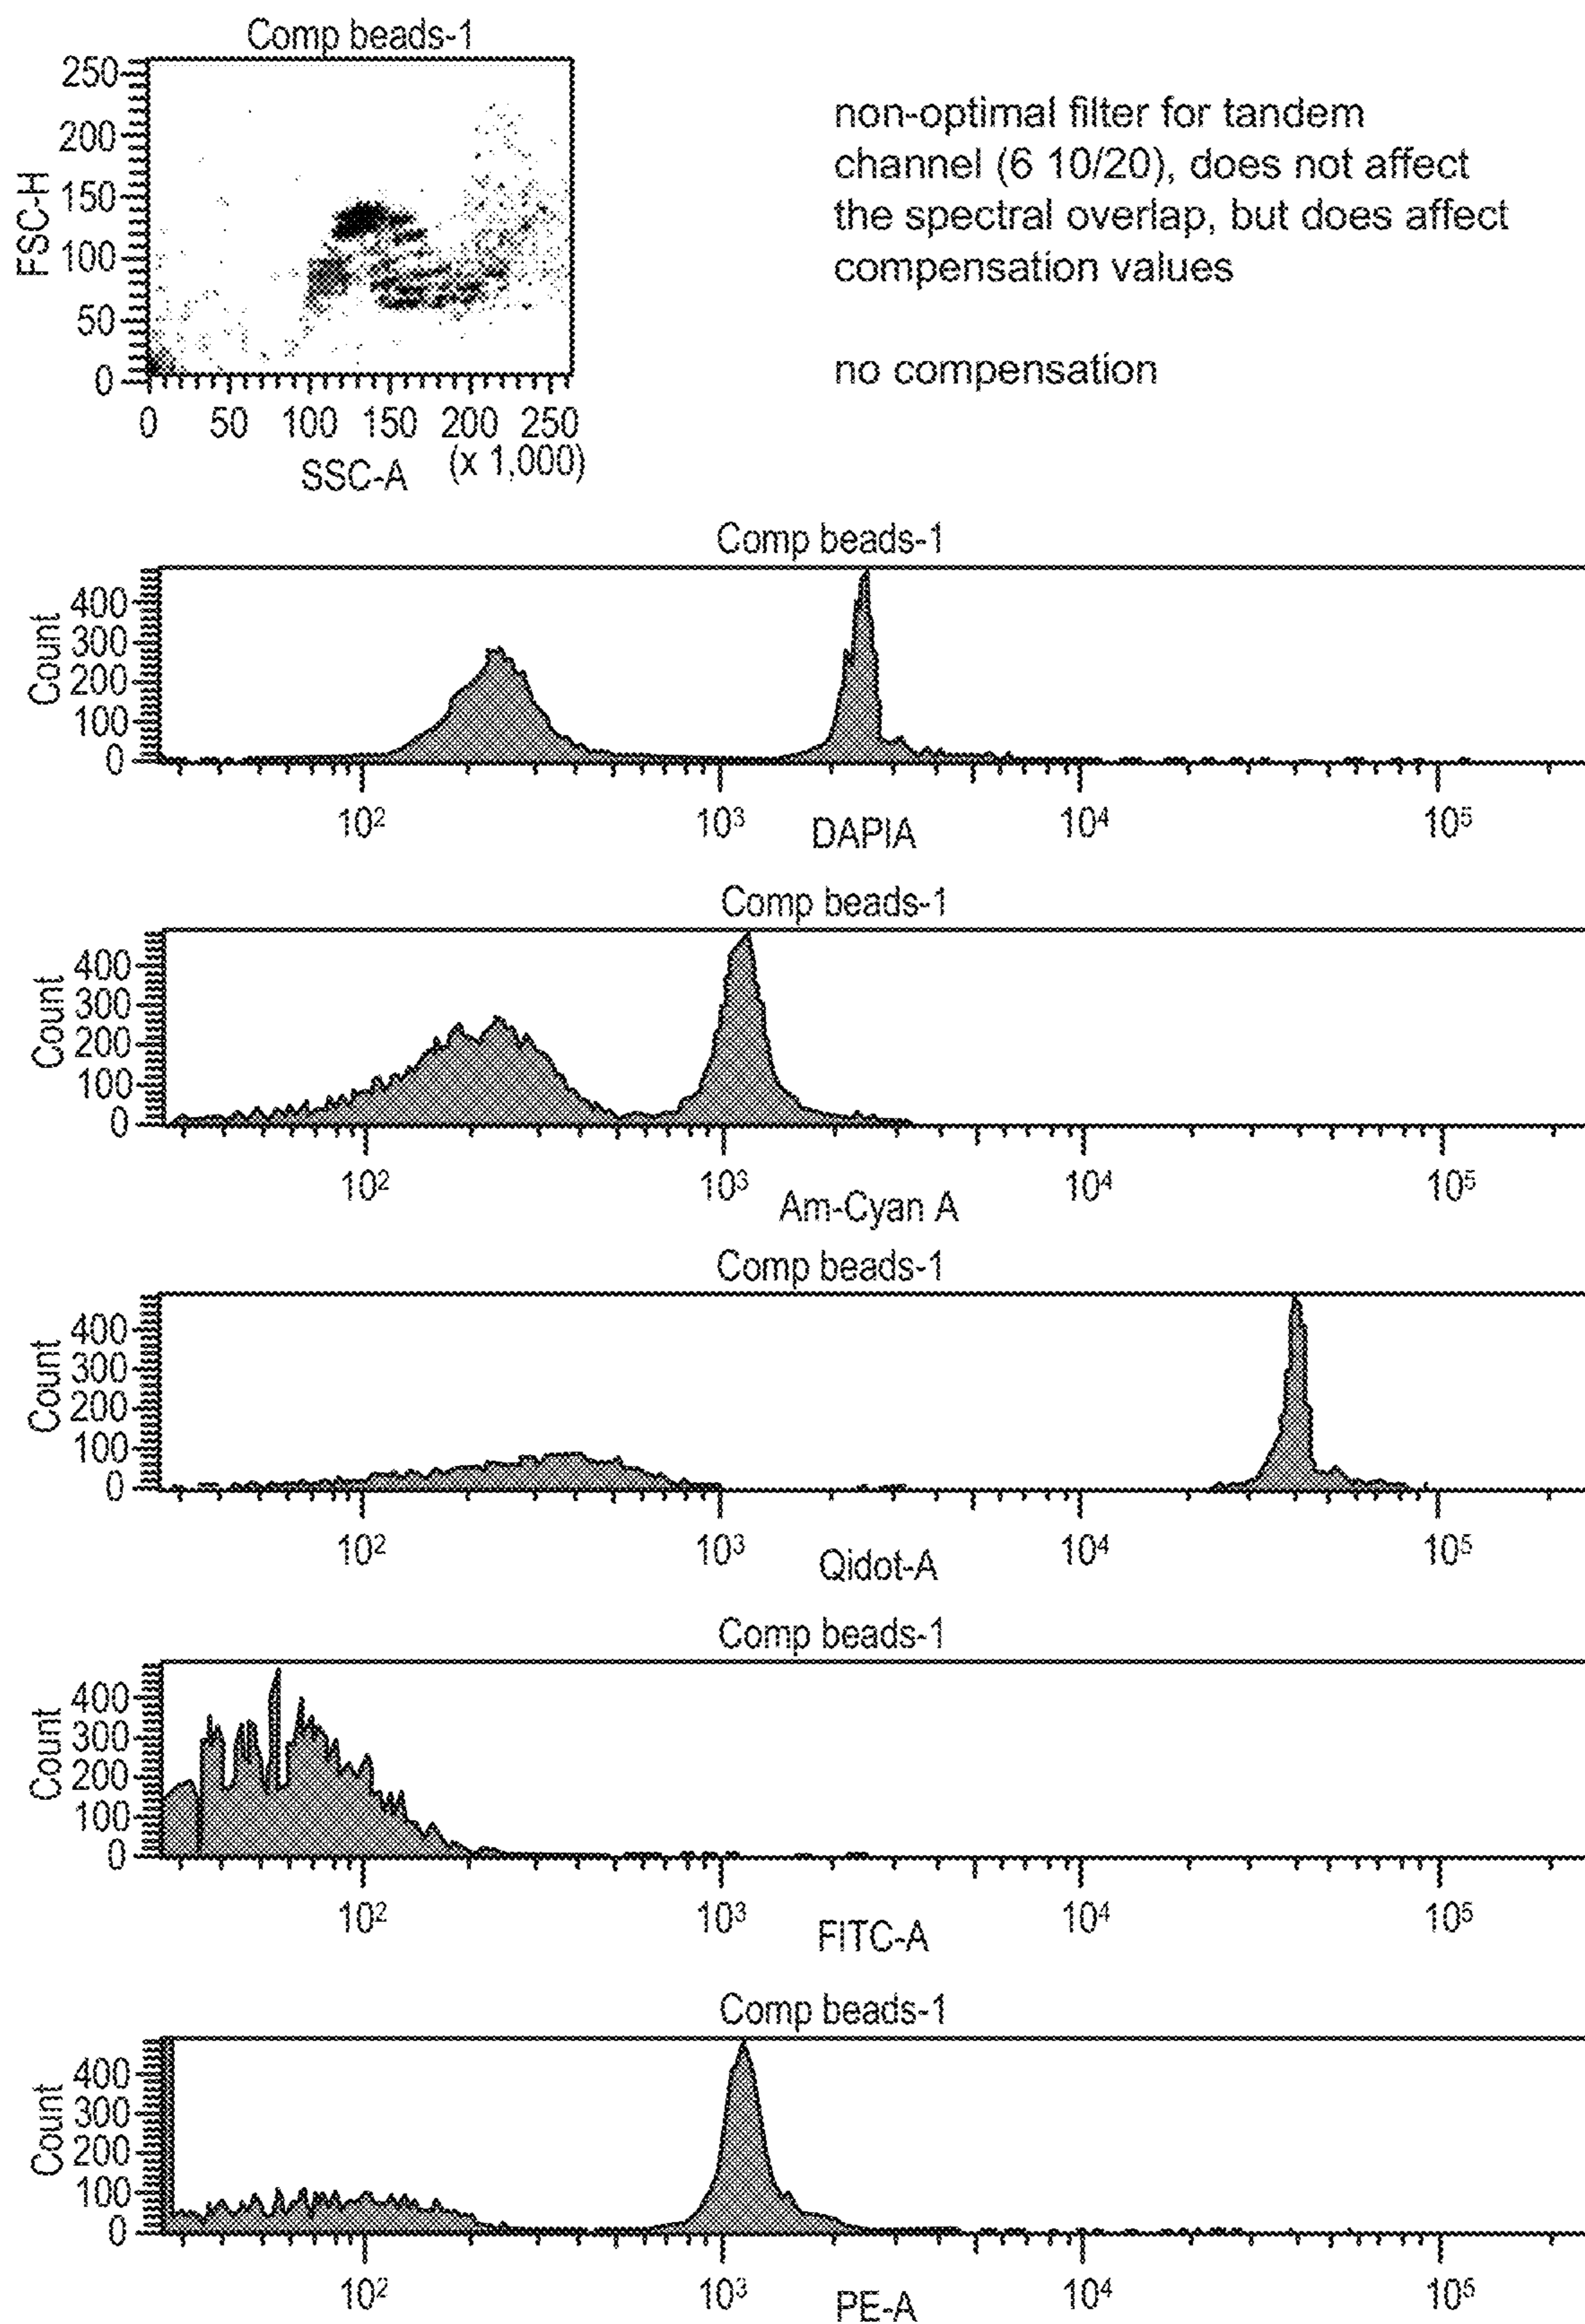 Comp beads-1
250
200
150
100
50
0
FSC-H
0 50 100 150 200 250
SSC-A (x 1,000)
non-optimal filter for tandem
channel (6 10/20), does not affect
the spectral overlap, but does affect
compensation values
no compensation
Comp beads-1
400
300
200
100
0
Count
10² 10³ 10⁴ 10⁵
DAPIA
Comp beads-1
400
300
200
100
0
Count
10² 10³ 10⁴ 10⁵
Am-Cyan A
Comp beads-1
400
300
200
100
0
Count
10² 10³ 10⁴ 10⁵
Qidot-A
Comp beads-1
400
300
200
100
0
Count
10² 10³ 10⁴ 10⁵
FITC-A
Comp beads-1
400
300
200
100
0
Count
10² 10³ 10⁴ 10⁵
PE-A